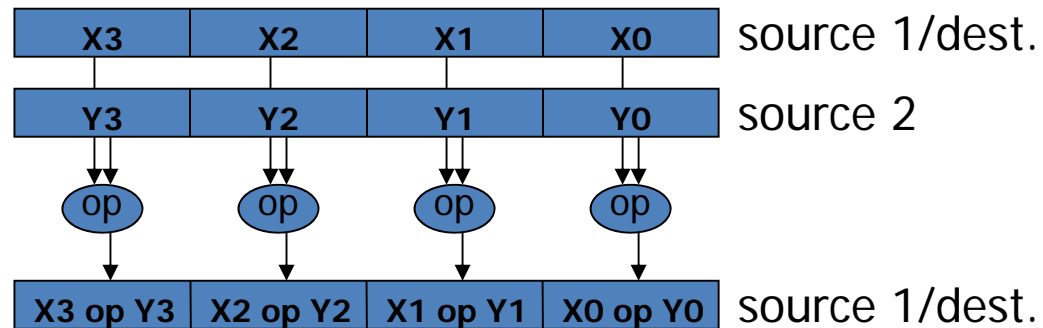 X3 X2 X1 X0 source 1/dest.
Y3 Y2 Y1 Y0 source 2
op op op op
X3 op Y3 X2 op Y2 X1 op Y1 X0 op Y0 source 1/dest.